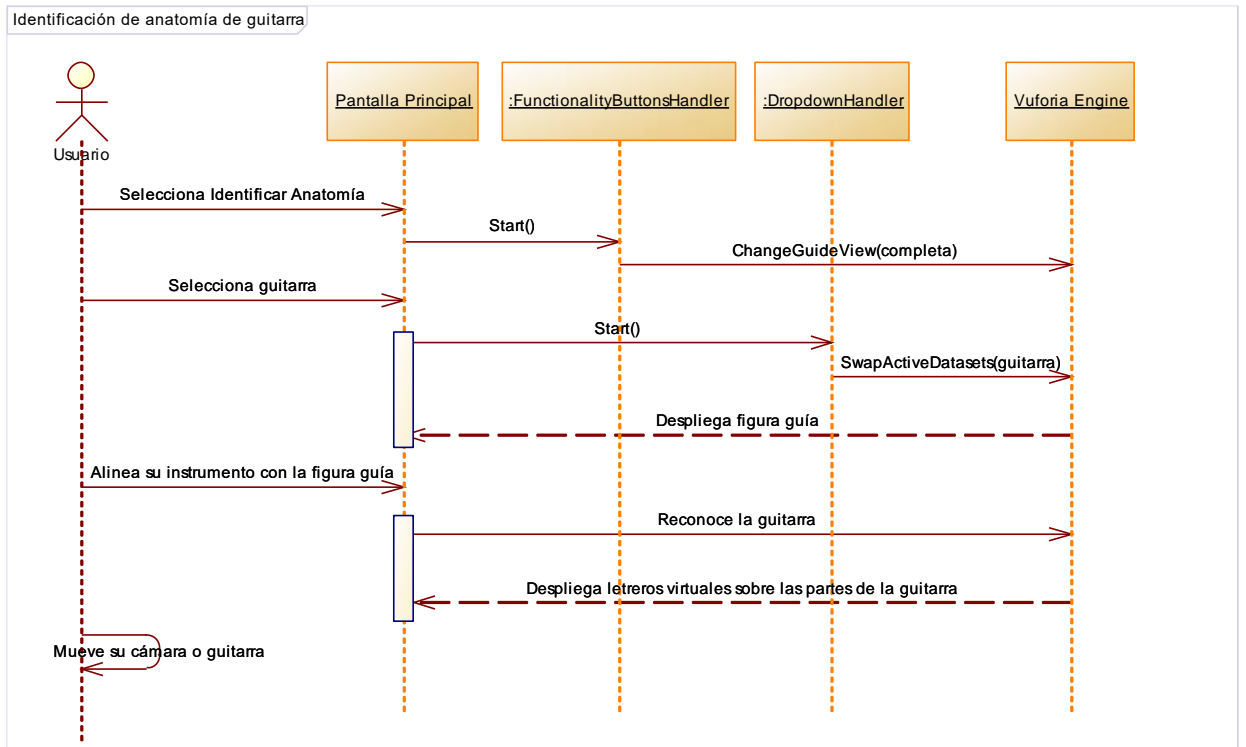 Identificación de anatomía de guitarra
Usuario
Pantalla Principal
:FunctionalityButtonsHandler
:DropdownHandler
Vuforia Engine
Selecciona Identificar Anatomía
Start()
ChangeGuideView(completa)
Selecciona guitarra
Start()
SwapActiveDatasets(guitarra)
Despliega figura guía
Alinea su instrumento con la figura guía
Reconoce la guitarra
Despliega letreros virtuales sobre las partes de la guitarra
Mueve su cámara o guitarra